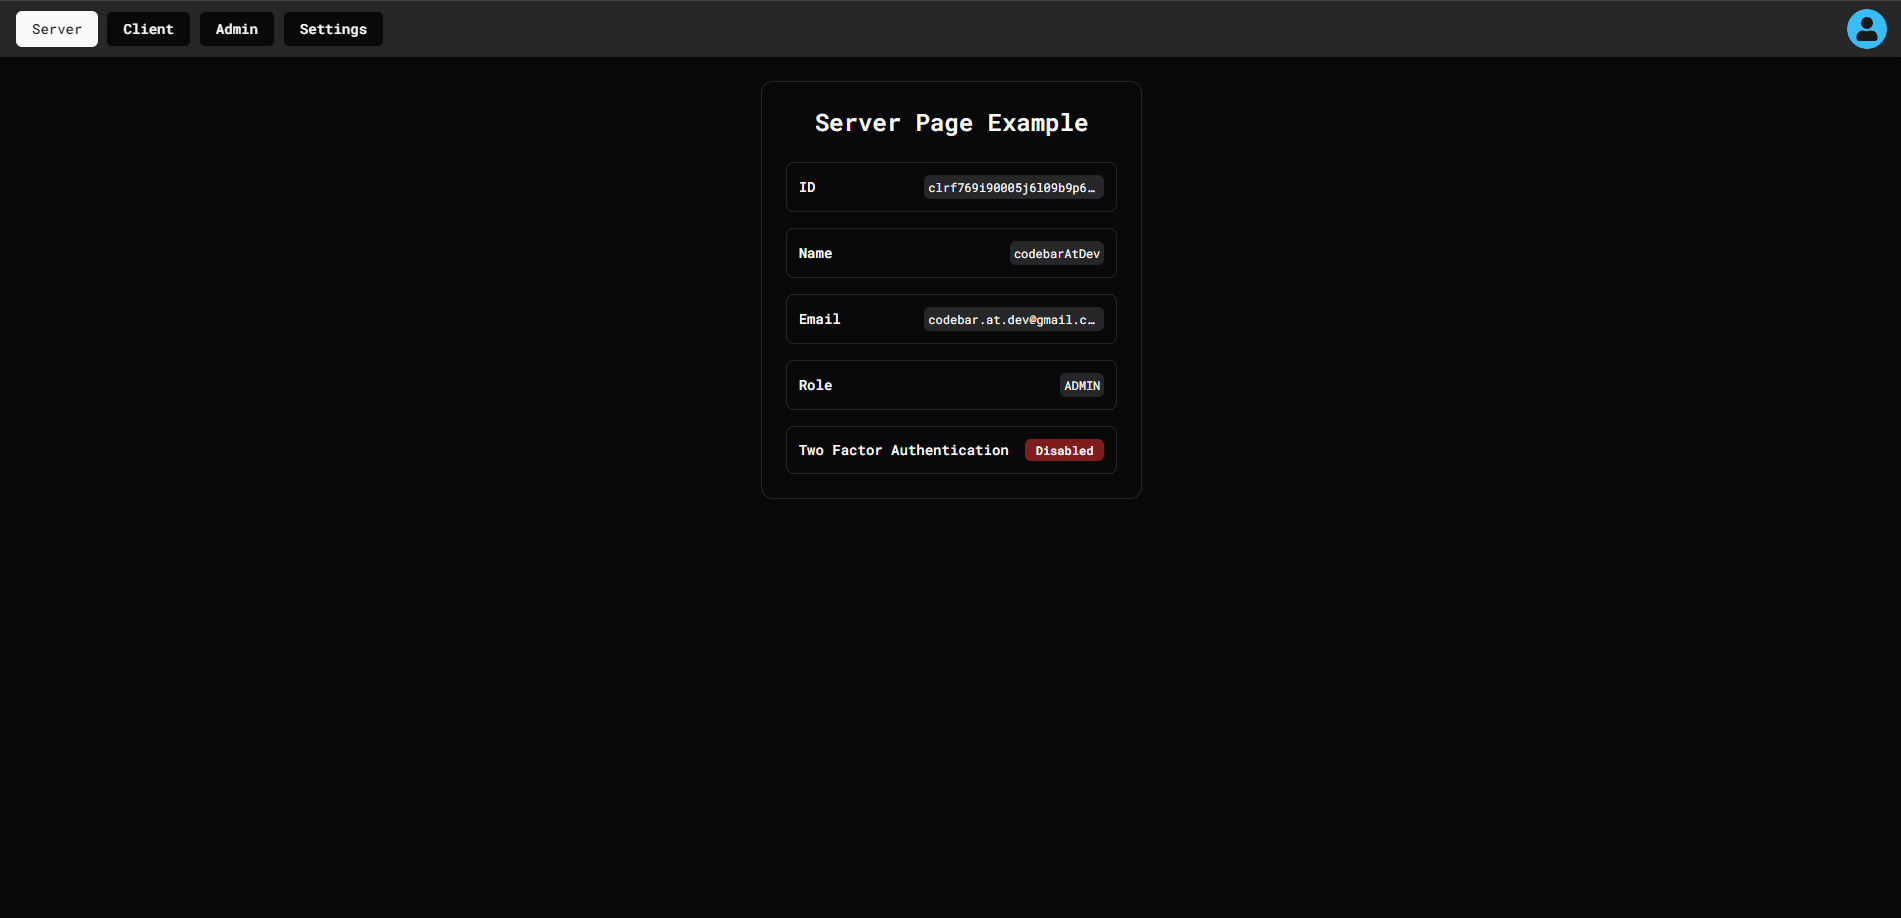 Server Client Admin Settings
Server Page Example
ID clrf769i90005j6l09b9p6…
Name codebarAtDev
Email codebar.at.dev@gmail.c…
Role ADMIN
Two Factor Authentication Disabled